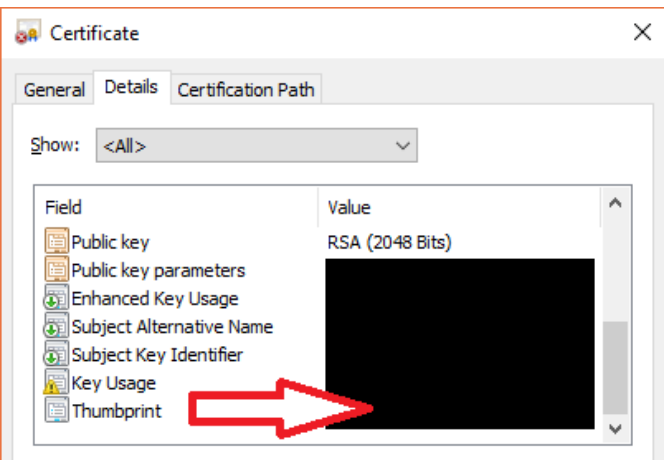 Certificate
General Details Certification Path
Show: <All>
Field Value
Public key RSA (2048 Bits)
Public key parameters
Enhanced Key Usage
Subject Alternative Name
Subject Key Identifier
Key Usage
Thumbprint